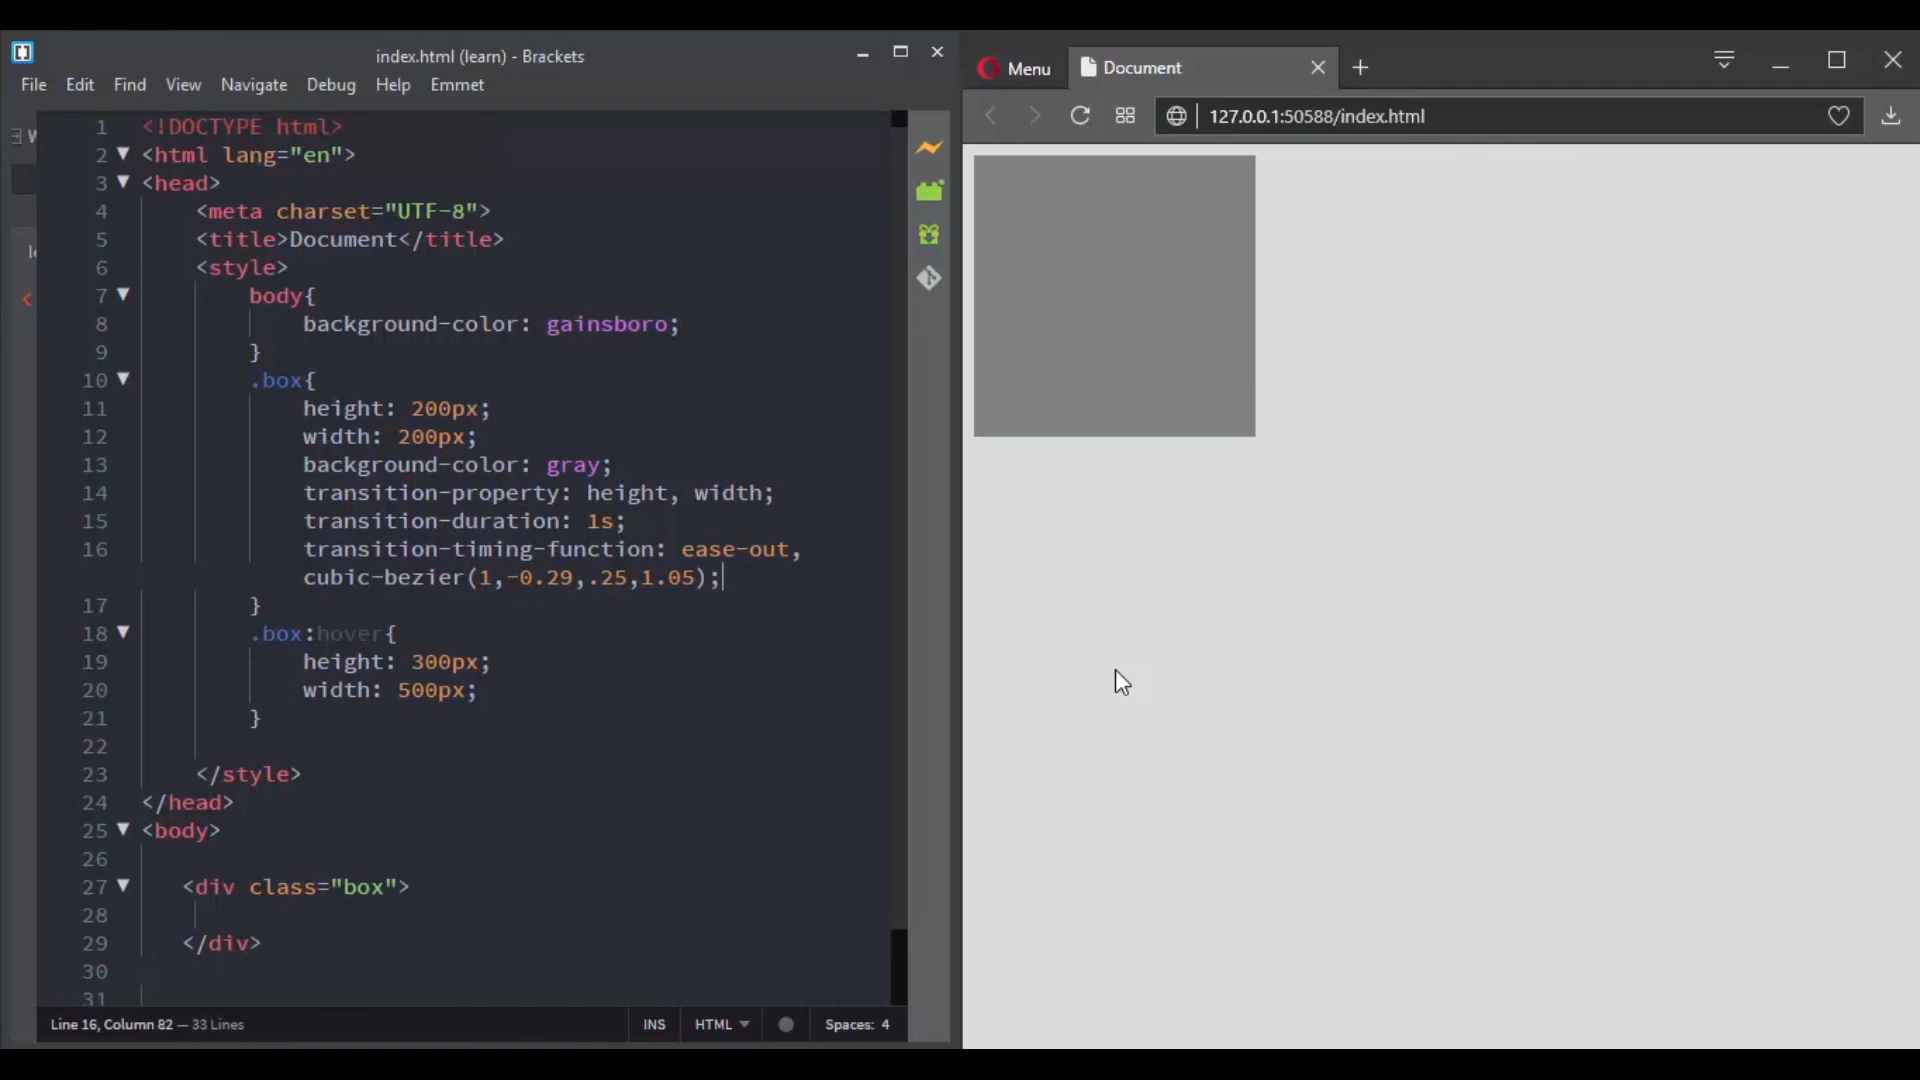 index.html (learn) - Brackets
File Edit Find View Navigate Debug Help Emmet
1 <!DOCTYPE html>
2 <html lang="en">
3 <head>
4 <meta charset="UTF-8">
5 <title>Document</title>
6 <style>
7 body{
8 background-color: gainsboro;
9 }
10 .box{
11 height: 200px;
12 width: 200px;
13 background-color: gray;
14 transition-property: height, width;
15 transition-duration: 1s;
16 transition-timing-function: ease-out,
cubic-bezier(1,-0.29,.25,1.05);
17 }
18 .box:hover{
19 height: 300px;
20 width: 500px;
21 }
22
23 </style>
24 </head>
25 <body>
26
27 <div class="box">
28
29 </div>
30
31
Line 16, Column 82 — 33 Lines
INS HTML Spaces: 4
Menu Document
127.0.0.1:50588/index.html